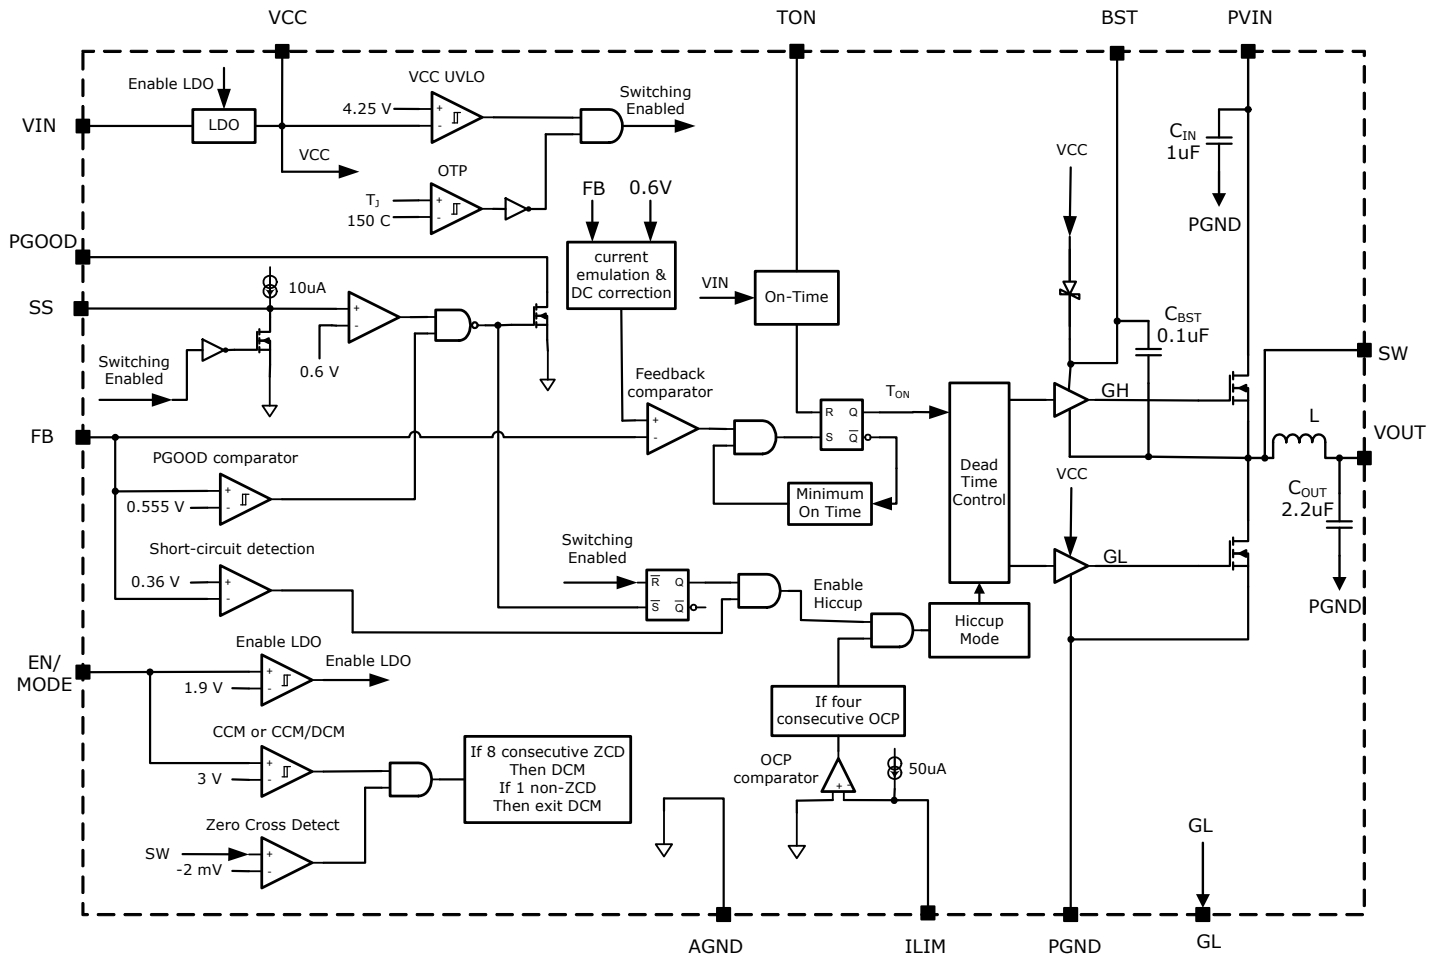 VCC
TON
BST
PVIN
Enable LDO
VCC UVLO
4.25 V
Switching
Enabled
VIN
LDO
+
-
VCC
OTP
TJ
150 C
+
-
FB
0.6V
VCC
CIN
1uF
PGND
PGOOD
current
emulation &
DC correction
VIN
On-Time
SS
10uA
+
-
CBST
0.1uF
SW
Switching
Enabled
0.6 V
Feedback
comparator
TON
GH
R
Q
S
Q
+
-
L
VOUT
FB
PGOOD comparator
+
-
0.555 V
Minimum
On Time
Dead
Time
Control
VCC
COUT
2.2uF
Short-circuit detection
0.36 V
+
-
Switching
Enabled
R
Q
S
Q
Enable
Hiccup
GL
PGND
Hiccup
Mode
EN/
MODE
Enable LDO
Enable LDO
+
-
1.9 V
If four
consecutive OCP
CCM or CCM/DCM
+
-
3 V
If 8 consecutive ZCD
Then DCM
If 1 non-ZCD
Then exit DCM
OCP
comparator
+
-
50uA
Zero Cross Detect
SW
-2 mV
+
-
GL
AGND
ILIM
PGND
GL